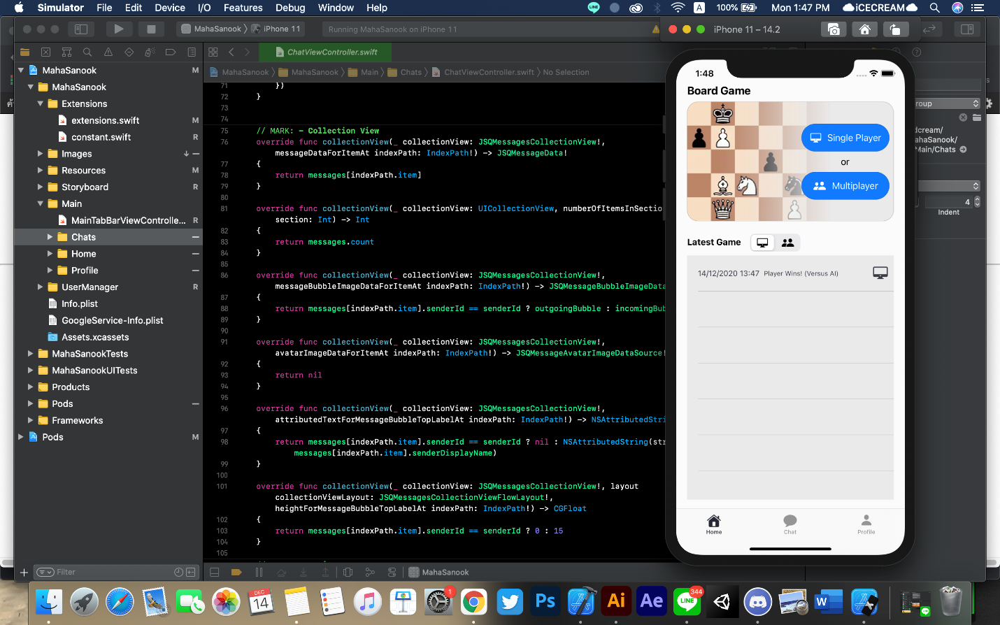 Simulator File Edit Device I/O Features Debug Window Help
LINE A 100% Mon 1:47 PM iCECREAM
MahaSanook iPhone 11
Running MahaSanook on iPhone 11
iPhone 11 – 14.2
ChatViewController.swift
MahaSanook MahaSanook Main Chats ChatViewController.swift No Selection
MahaSanook M
MahaSanook
Extensions
extensions.swift M
constant.swift R
Images
Resources M
Storyboard R
Main
MainTabBarViewControlle... R
Chats
Home
Profile
UserManager R
Info.plist
GoogleService-Info.plist
Assets.xcassets
MahaSanookTests
MahaSanookUITests
Products
Pods
Frameworks
Pods M
Filter
71 })
72 }
73
74
75 // MARK: - Collection View
76 override func collectionView(_ collectionView: JSQMessagesCollectionView!,
messageDataForItemAt indexPath: IndexPath!) -> JSQMessageData!
77 {
78 return messages[indexPath.item]
79 }
80
81 override func collectionView(_ collectionView: UICollectionView, numberOfItemsInSectio
section: Int) -> Int
82 {
83 return messages.count
84 }
85
86 override func collectionView(_ collectionView: JSQMessagesCollectionView!,
messageBubbleImageDataForItemAt indexPath: IndexPath!) -> JSQMessageBubbleImageData
87 {
88 return messages[indexPath.item].senderId == senderId ? outgoingBubble : incomingBub
89 }
90
91 override func collectionView(_ collectionView: JSQMessagesCollectionView!,
avatarImageDataForItemAt indexPath: IndexPath!) -> JSQMessageAvatarImageDataSource!
92 {
93 return nil
94 }
95
96 override func collectionView(_ collectionView: JSQMessagesCollectionView!,
attributedTextForMessageBubbleTopLabelAt indexPath: IndexPath!) -> NSAttributedStri
97 {
98 return messages[indexPath.item].senderId == senderId ? nil : NSAttributedString(str
messages[indexPath.item].senderDisplayName)
99 }
100
101 override func collectionView(_ collectionView: JSQMessagesCollectionView!, layout
collectionViewLayout: JSQMessagesCollectionViewFlowLayout!,
heightForMessageBubbleTopLabelAt indexPath: IndexPath!) -> CGFloat
102 {
103 return messages[indexPath.item].senderId == senderId ? 0 : 15
104 }
105
MahaSanook
1:48
Board Game
Single Player
or
Multiplayer
Latest Game
14/12/2020 13:47 Player Wins! (Versus AI)
Home Chat Profile
roup
dcream/
ahaSanook/
Main/Chats
4
Indent
DEC
14
1
Ps
Ai
Ae
LINE
344
W